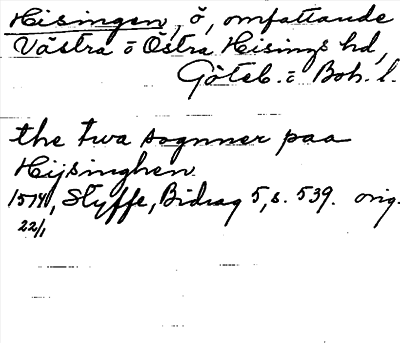 Hisingen, ö, omfattande
Västra o Östra Hisings hd,
Göteb. o Boh. l.
the twa sognner paa
Hijsinghen.
1514, Styffe, Bidrag 5, s. 539. orig.
22/1